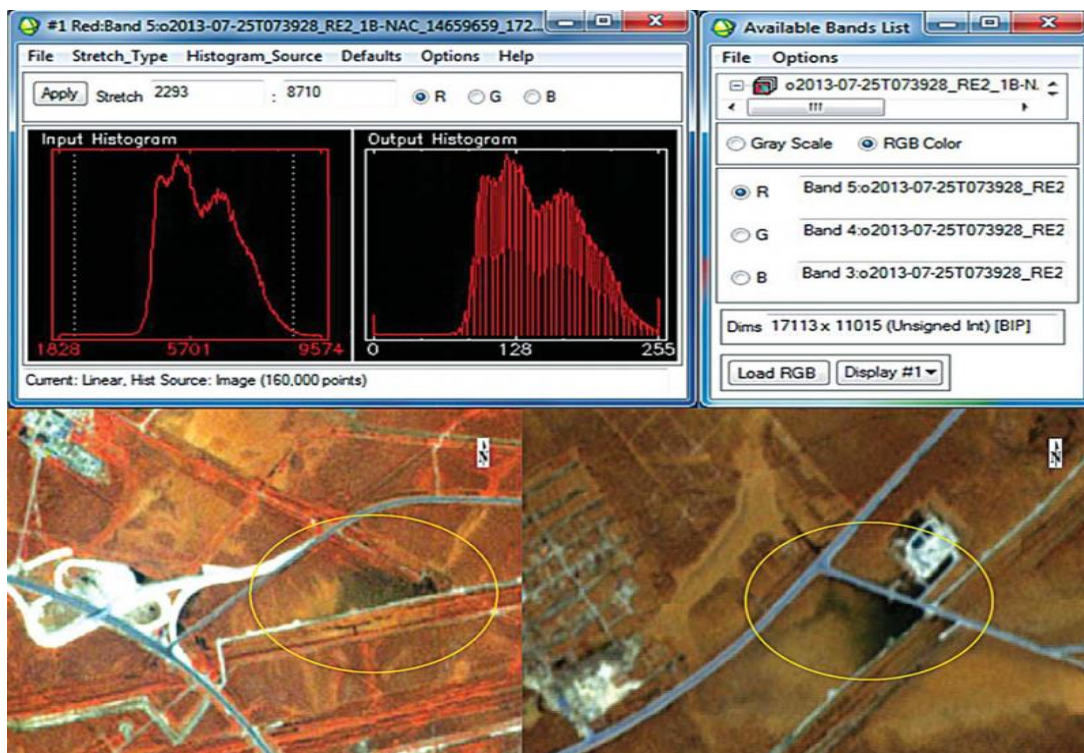 #1 Red:Band 5:o2013-07-25T073928_RE2_1B-NAC_14659659_172...
File Stretch_Type Histogram_Source Defaults Options Help
Apply Stretch 2293 : 8710 R G B
Input Histogram
1828 5701 9574
Output Histogram
0 128 255
Current: Linear, Hist Source: Image (160,000 points)
Available Bands List
File Options
o2013-07-25T073928_RE2_1B-N.
Gray Scale RGB Color
R Band 5:o2013-07-25T073928_RE2
G Band 4:o2013-07-25T073928_RE2
B Band 3:o2013-07-25T073928_RE2
Dims 17113 x 11015 (Unsigned Int) [BIP]
Load RGB Display #1
N
N